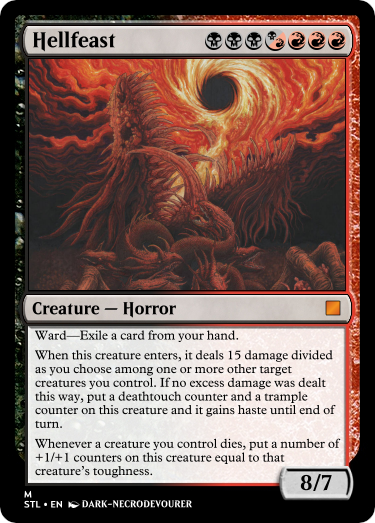 Hellfeast
Creature — Horror
Ward—Exile a card from your hand.
When this creature enters, it deals 15 damage divided
as you choose among one or more other target
creatures you control. If no excess damage was dealt
this way, put a deathtouch counter and a trample
counter on this creature and it gains haste until end of
turn.
Whenever a creature you control dies, put a number of
+1/+1 counters on this creature equal to that
creature's toughness.
8/7
M
STL • EN DARK-NECRODEVOURER